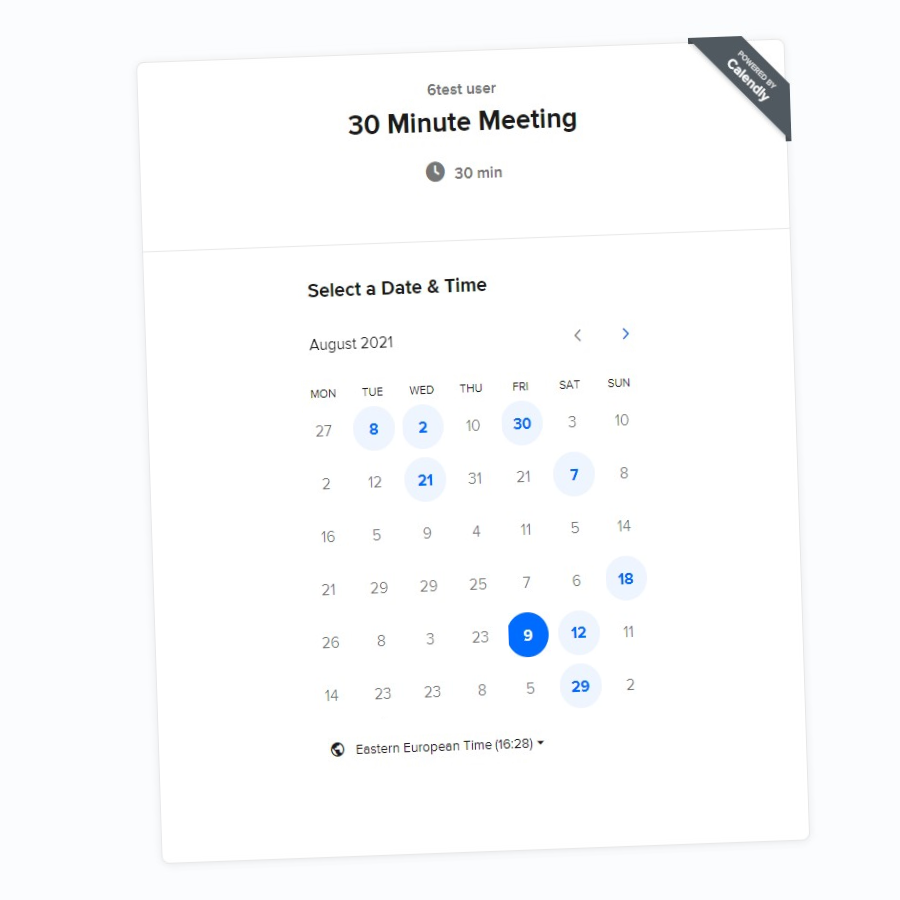 POWERED BY
Calendly
6test user
30 Minute Meeting
30 min
Select a Date & Time
August 2021
MON TUE WED THU FRI SAT SUN
27 8 2 10 30 3 10
2 12 21 31 21 7 8
16 5 9 4 11 5 14
21 29 29 25 7 6 18
26 8 3 23 9 12 11
14 23 23 8 5 29 2
Eastern European Time (16:28)